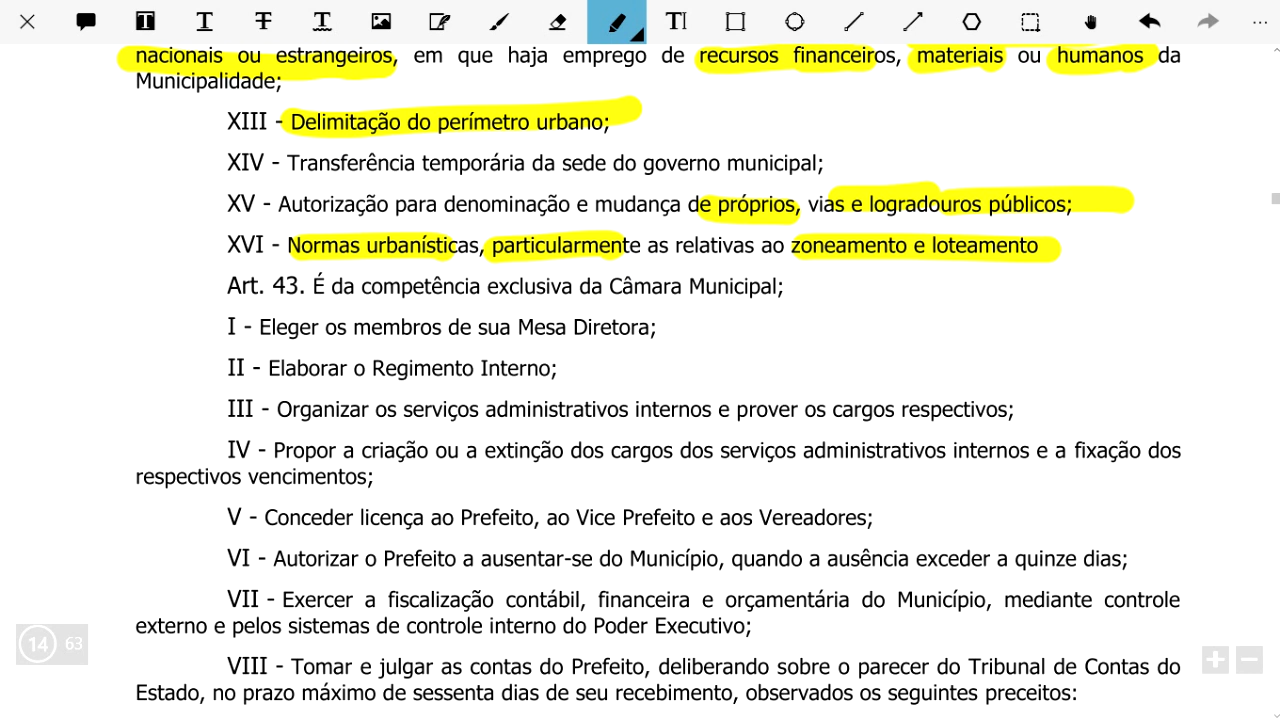 nacionais ou estrangeiros, em que haja emprego de recursos financeiros, materiais ou humanos da
Municipalidade;
XIII - Delimitação do perímetro urbano;
XIV - Transferência temporária da sede do governo municipal;
XV - Autorização para denominação e mudança de próprios, vias e logradouros públicos;
XVI - Normas urbanísticas, particularmente as relativas ao zoneamento e loteamento
Art. 43. É da competência exclusiva da Câmara Municipal;
I - Eleger os membros de sua Mesa Diretora;
II - Elaborar o Regimento Interno;
III - Organizar os serviços administrativos internos e prover os cargos respectivos;
IV - Propor a criação ou a extinção dos cargos dos serviços administrativos internos e a fixação dos
respectivos vencimentos;
V - Conceder licença ao Prefeito, ao Vice Prefeito e aos Vereadores;
VI - Autorizar o Prefeito a ausentar-se do Município, quando a ausência exceder a quinze dias;
VII - Exercer a fiscalização contábil, financeira e orçamentária do Município, mediante controle
externo e pelos sistemas de controle interno do Poder Executivo;
14 63
VIII - Tomar e julgar as contas do Prefeito, deliberando sobre o parecer do Tribunal de Contas do
Estado, no prazo máximo de sessenta dias de seu recebimento, observados os seguintes preceitos: